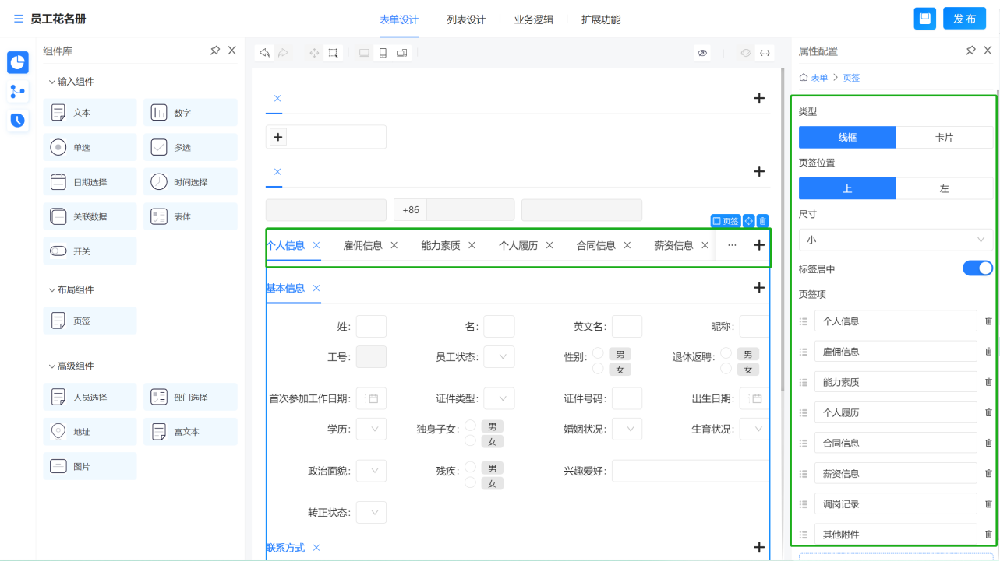 员工花名册
表单设计 列表设计 业务逻辑 扩展功能
发布
组件库
输入组件
文本 数字
单选 多选
日期选择 时间选择
关联数据 表体
开关
布局组件
页签
高级组件
人员选择 部门选择
地址 富文本
图片
+86
页签
个人信息 雇佣信息 能力素质 个人履历 合同信息 薪资信息 ···
基本信息
姓: 名: 英文名: 昵称:
工号: 员工状态: 性别: 男 女 退休返聘: 男 女
首次参加工作日期: 证件类型: 证件号码: 出生日期:
学历: 独身子女: 男 女 婚姻状况: 生育状况:
政治面貌: 残疾: 男 女 兴趣爱好:
转正状态:
联系方式
属性配置
表单 > 页签
类型
线框 卡片
页签位置
上 左
尺寸
小
标签居中
页签项
个人信息
雇佣信息
能力素质
个人履历
合同信息
薪资信息
调岗记录
其他附件